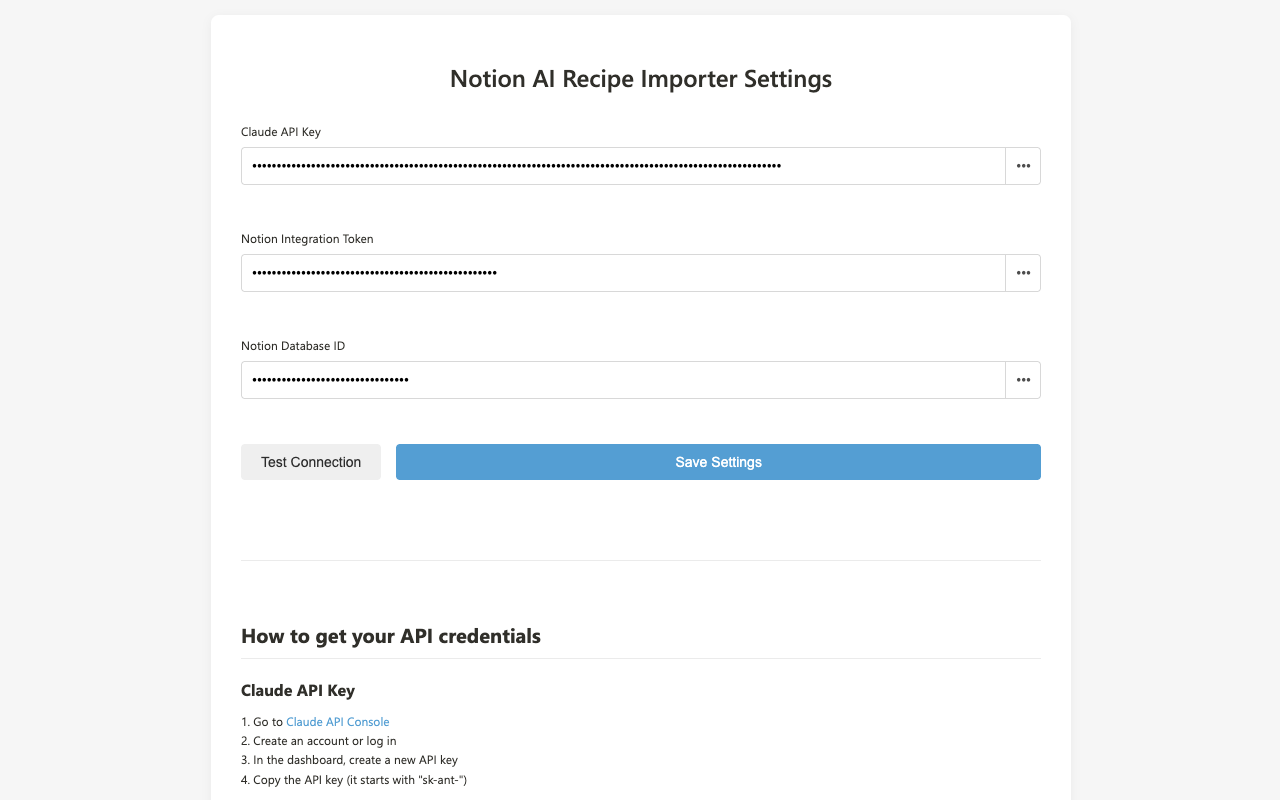 Notion AI Recipe Importer Settings
Claude API Key
•••
Notion Integration Token
•••
Notion Database ID
•••
Test Connection
Save Settings
How to get your API credentials
Claude API Key
1. Go to Claude API Console
2. Create an account or log in
3. In the dashboard, create a new API key
4. Copy the API key (it starts with "sk-ant-")